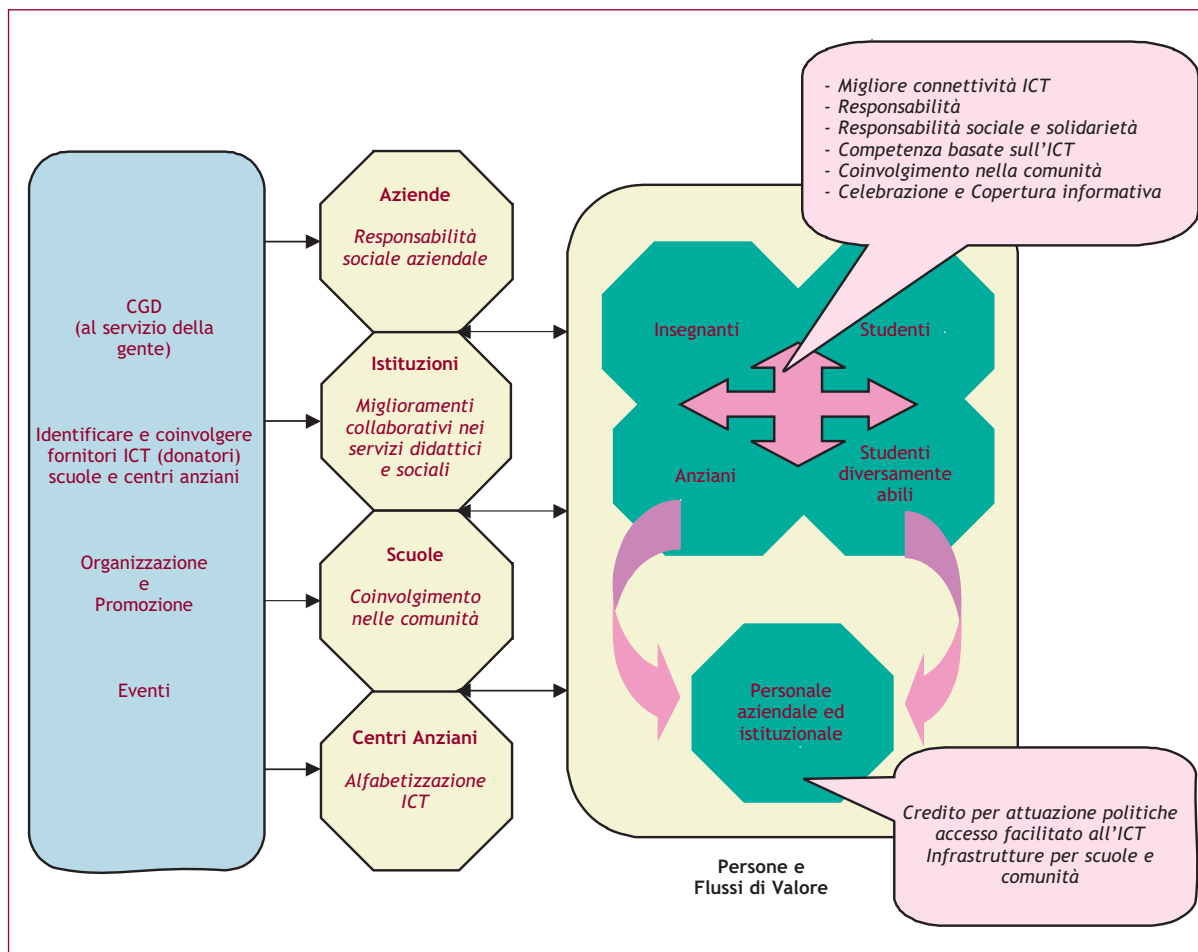 - Migliore connettività ICT
- Responsabilità
- Responsabilità sociale e solidarietà
- Competenza basate sull'ICT
- Coinvolgimento nella comunità
- Celebrazione e Copertura informativa
CGD
(al servizio della
gente)
Identificare e coinvolgere
fornitori ICT (donatori)
scuole e centri anziani
Organizzazione
e
Promozione
Eventi
Aziende
Responsabilità
sociale aziendale
Istituzioni
Miglioramenti
collaborativi nei
servizi didattici
e sociali
Scuole
Coinvolgimento
nelle comunità
Centri Anziani
Alfabetizzazione
ICT
Insegnanti
Studenti
Anziani
Studenti
diversamente
abili
Personale
aziendale ed
istituzionale
Credito per attuazione politiche
accesso facilitato all'ICT
Infrastrutture per scuole e
comunità
Persone e
Flussi di Valore